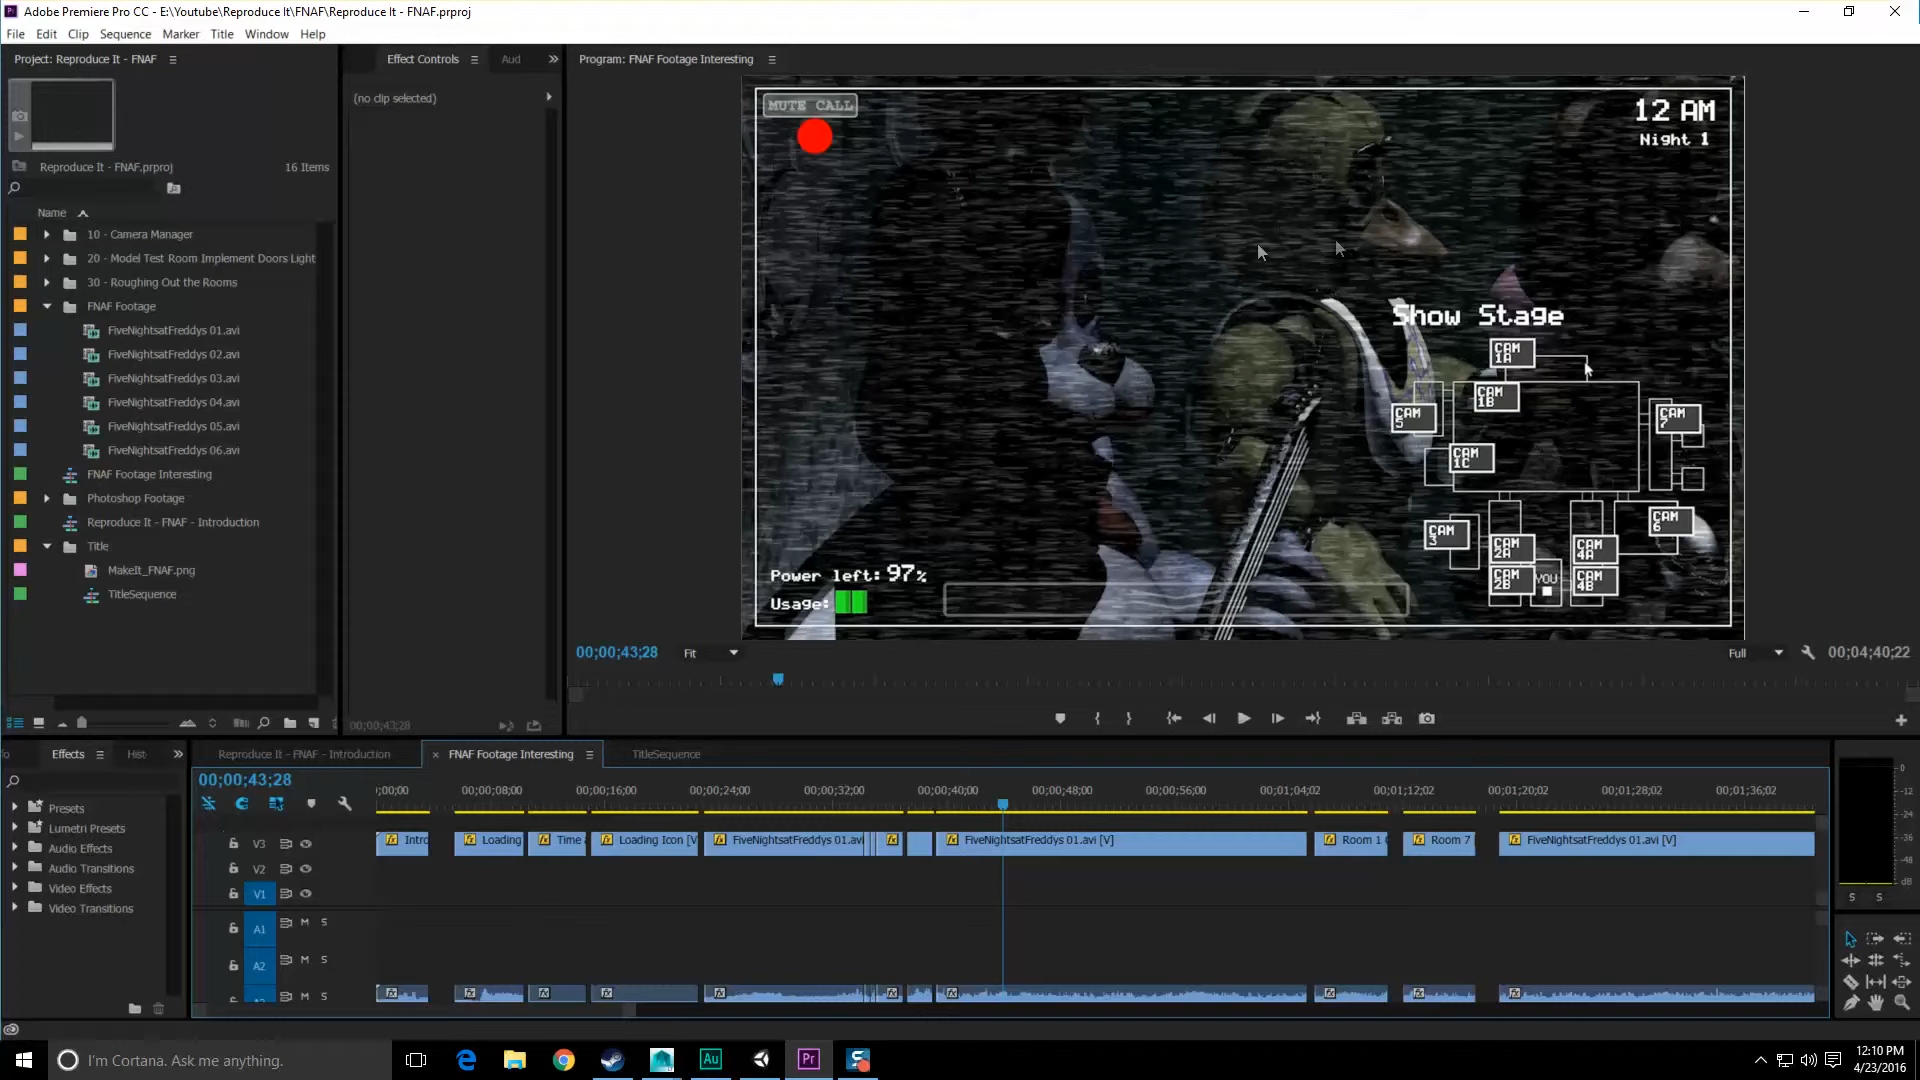 Adobe Premiere Pro CC - E:\Youtube\Reproduce It\FNAF\Reproduce It - FNAF.prproj
File Edit Clip Sequence Marker Title Window Help
Project: Reproduce It - FNAF
Effect Controls
Aud
Program: FNAF Footage Interesting
(no clip selected)
MUTE CALL
12 AM
Night 1
Reproduce It - FNAF.prproj
16 Items
Name
10 - Camera Manager
20 - Model Test Room Implement Doors Light
30 - Roughing Out the Rooms
FNAF Footage
FiveNightsatFreddys 01.avi
FiveNightsatFreddys 02.avi
FiveNightsatFreddys 03.avi
FiveNightsatFreddys 04.avi
FiveNightsatFreddys 05.avi
FiveNightsatFreddys 06.avi
FNAF Footage Interesting
Photoshop Footage
Reproduce It - FNAF - Introduction
Title
MakeIt_FNAF.png
TitleSequence
Show Stage
CAM 1A
CAM 1B
CAM 5
CAM 7
CAM 1C
CAM 3
CAM 6
CAM 2A
CAM 4A
CAM 2B
YOU
CAM 4B
Power left: 97%
Usage:
00;00;43;28
Fit
Full
00;04;40;22
00;00;43;28
Effects
Hist
Reproduce It - FNAF - Introduction
FNAF Footage Interesting
TitleSequence
00;00;43;28
;00;00
00;00;08;00
00;00;16;00
00;00;24;00
00;00;32;00
00;00;40;00
00;00;48;00
00;00;56;00
00;01;04;02
00;01;12;02
00;01;20;02
00;01;28;02
00;01;36;02
Presets
Lumetri Presets
Audio Effects
Audio Transitions
Video Effects
Video Transitions
V3
Intro
Loading
Time
Loading Icon [V
FiveNightsatFreddys 01.avi
FiveNightsatFreddys 01.avi [V]
Room 1
Room 7
FiveNightsatFreddys 01.avi [V]
V2
V1
A1 M S
A2 M S
M S
0
-12
-24
-36
-48
dB
S S
I'm Cortana. Ask me anything.
Au
Pr
12:10 PM
4/23/2016